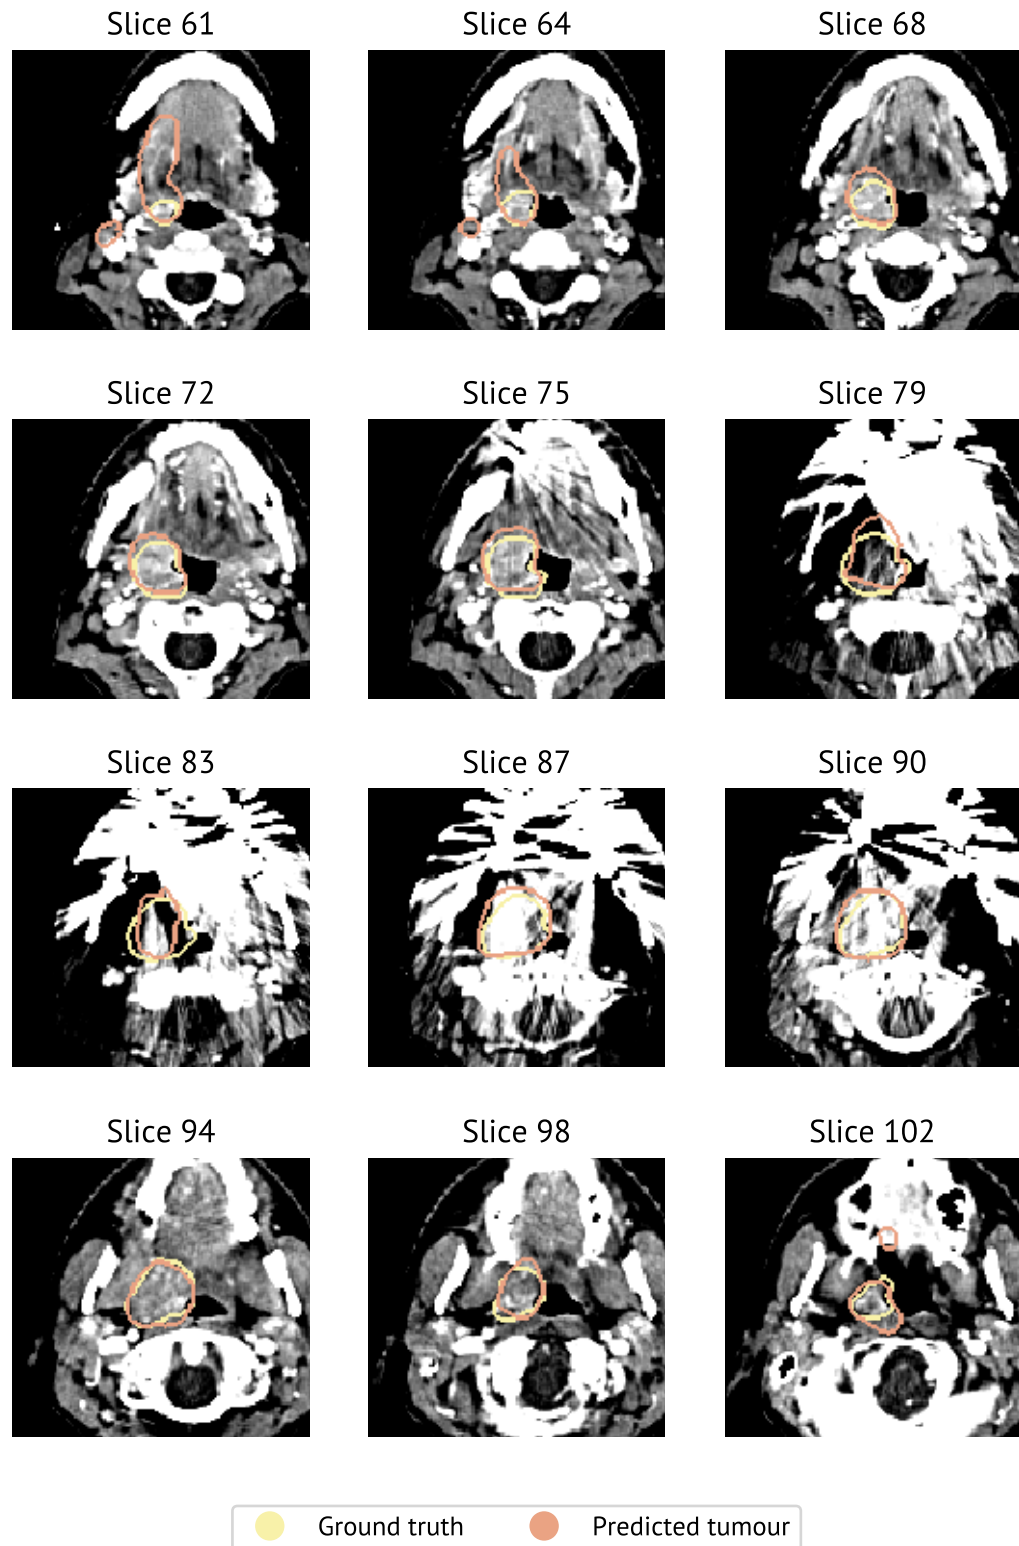 Slice 61 Slice 64 Slice 68
Slice 72 Slice 75 Slice 79
Slice 83 Slice 87 Slice 90
Slice 94 Slice 98 Slice 102
Ground truth Predicted tumour